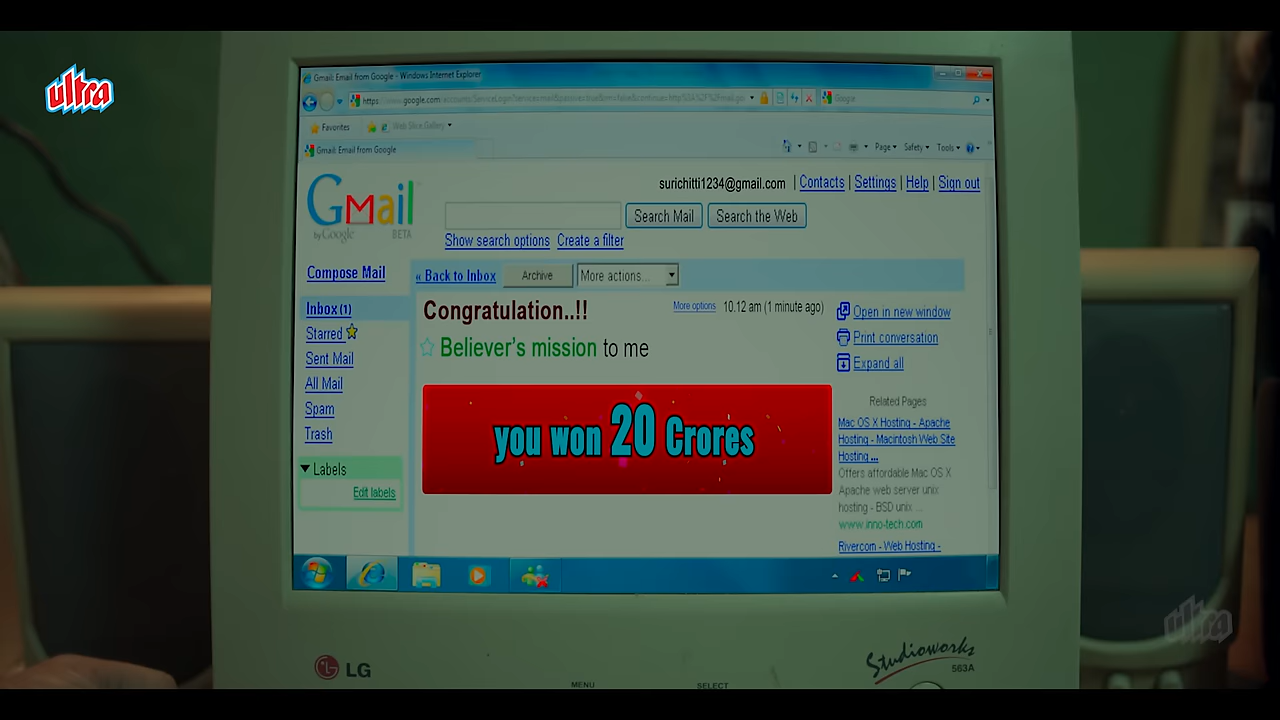 ultra
Gmail: Email from Google - Windows Internet Explorer
Google
Favorites
Web Slice Gallery
Gmail: Email from Google
Page Safety Tools
surichitti1234@gmail.com | Contacts | Settings | Help | Sign out
Gmail
by Google BETA
Search Mail Search the Web
Show search options Create a filter
Compose Mail
« Back to Inbox Archive More actions...
Inbox (1)
Starred
Sent Mail
All Mail
Spam
Trash
Labels
Edit labels
Congratulation..!!
More options 10.12 am (1 minute ago)
Believer's mission to me
you won 20 Crores
Open in new window
Print conversation
Expand all
Related Pages
Mac OS X Hosting - Apache
Hosting - Macintosh Web Site
Hosting ...
Offers affordable Mac OS X
Apache web server unix
hosting - BSD unix ...
www.inno-tech.com
Rivercom - Web Hosting -
ultra
LG
Studioworks
563A
MENU
SELECT